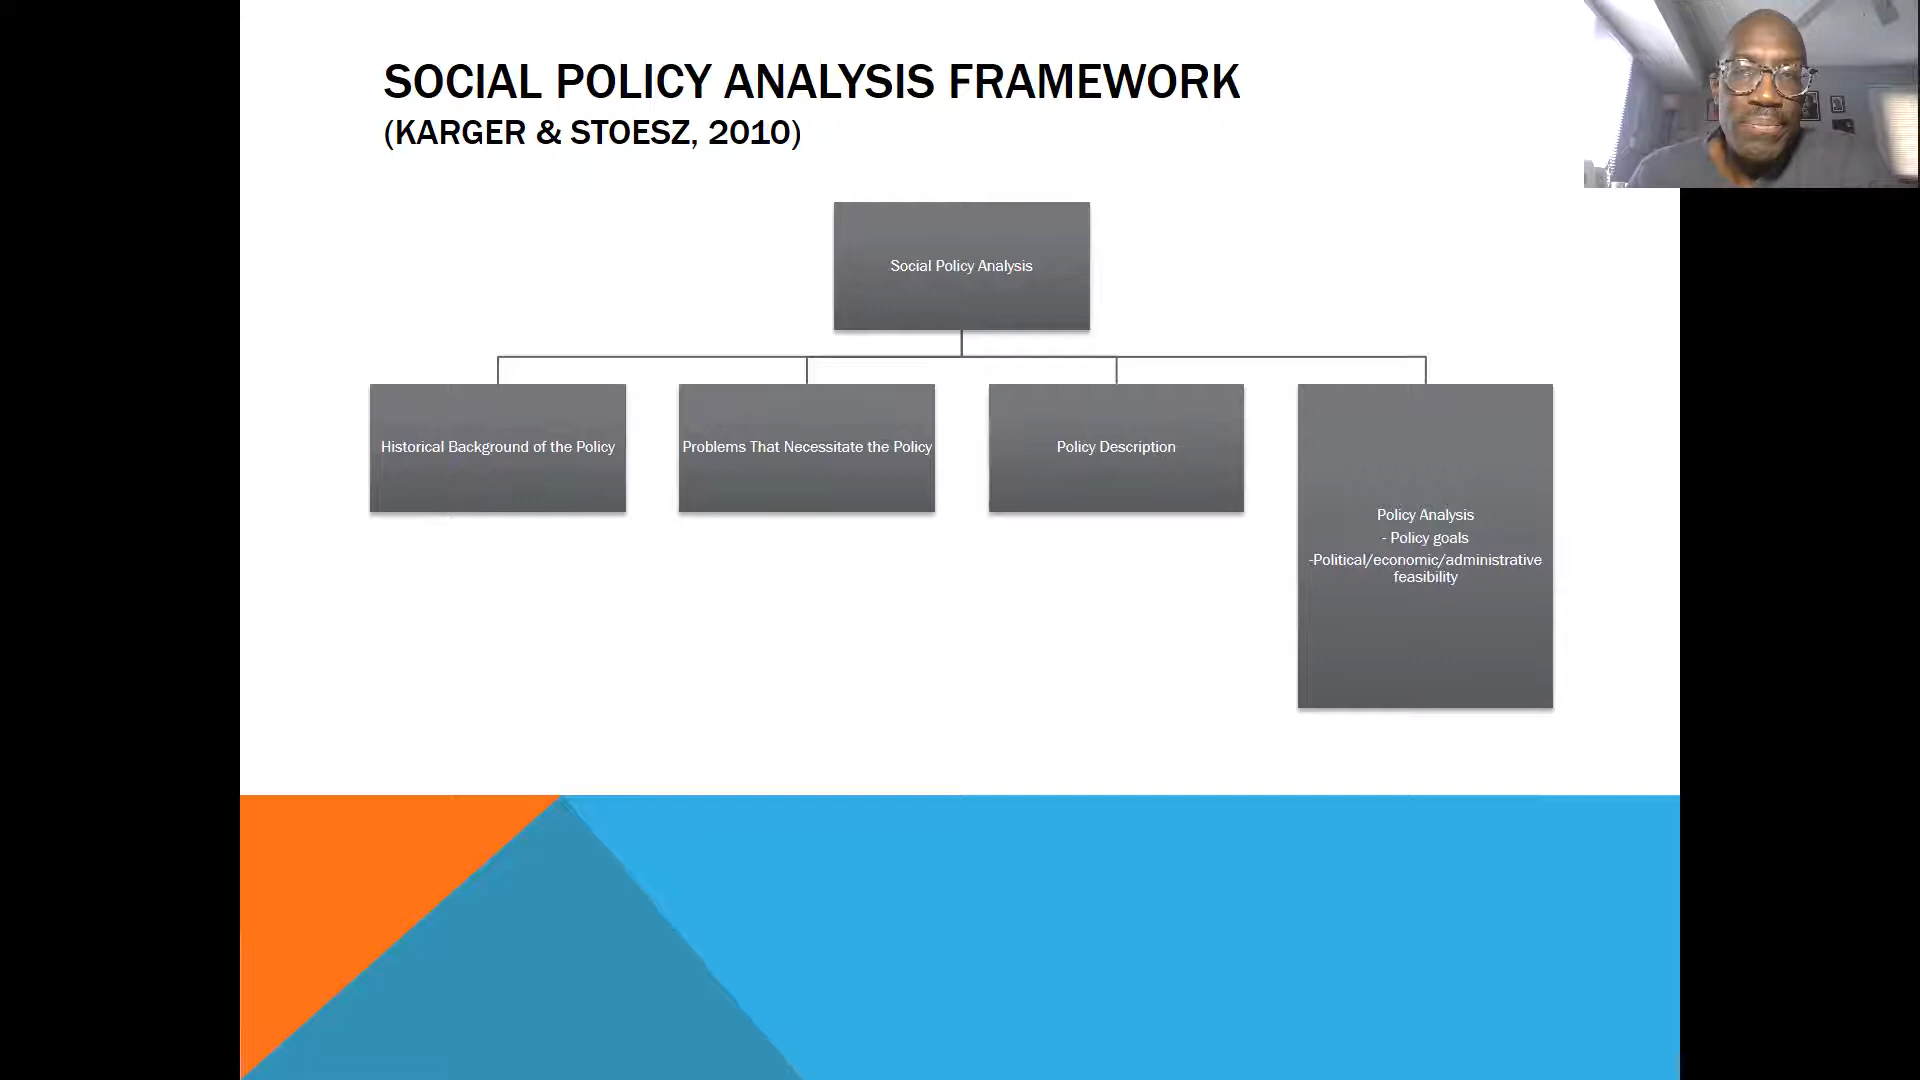 SOCIAL POLICY ANALYSIS FRAMEWORK
(KARGER & STOESZ, 2010)
Social Policy Analysis
Historical Background of the Policy
Problems That Necessitate the Policy
Policy Description
Policy Analysis
- Policy goals
-Political/economic/administrative
feasibility